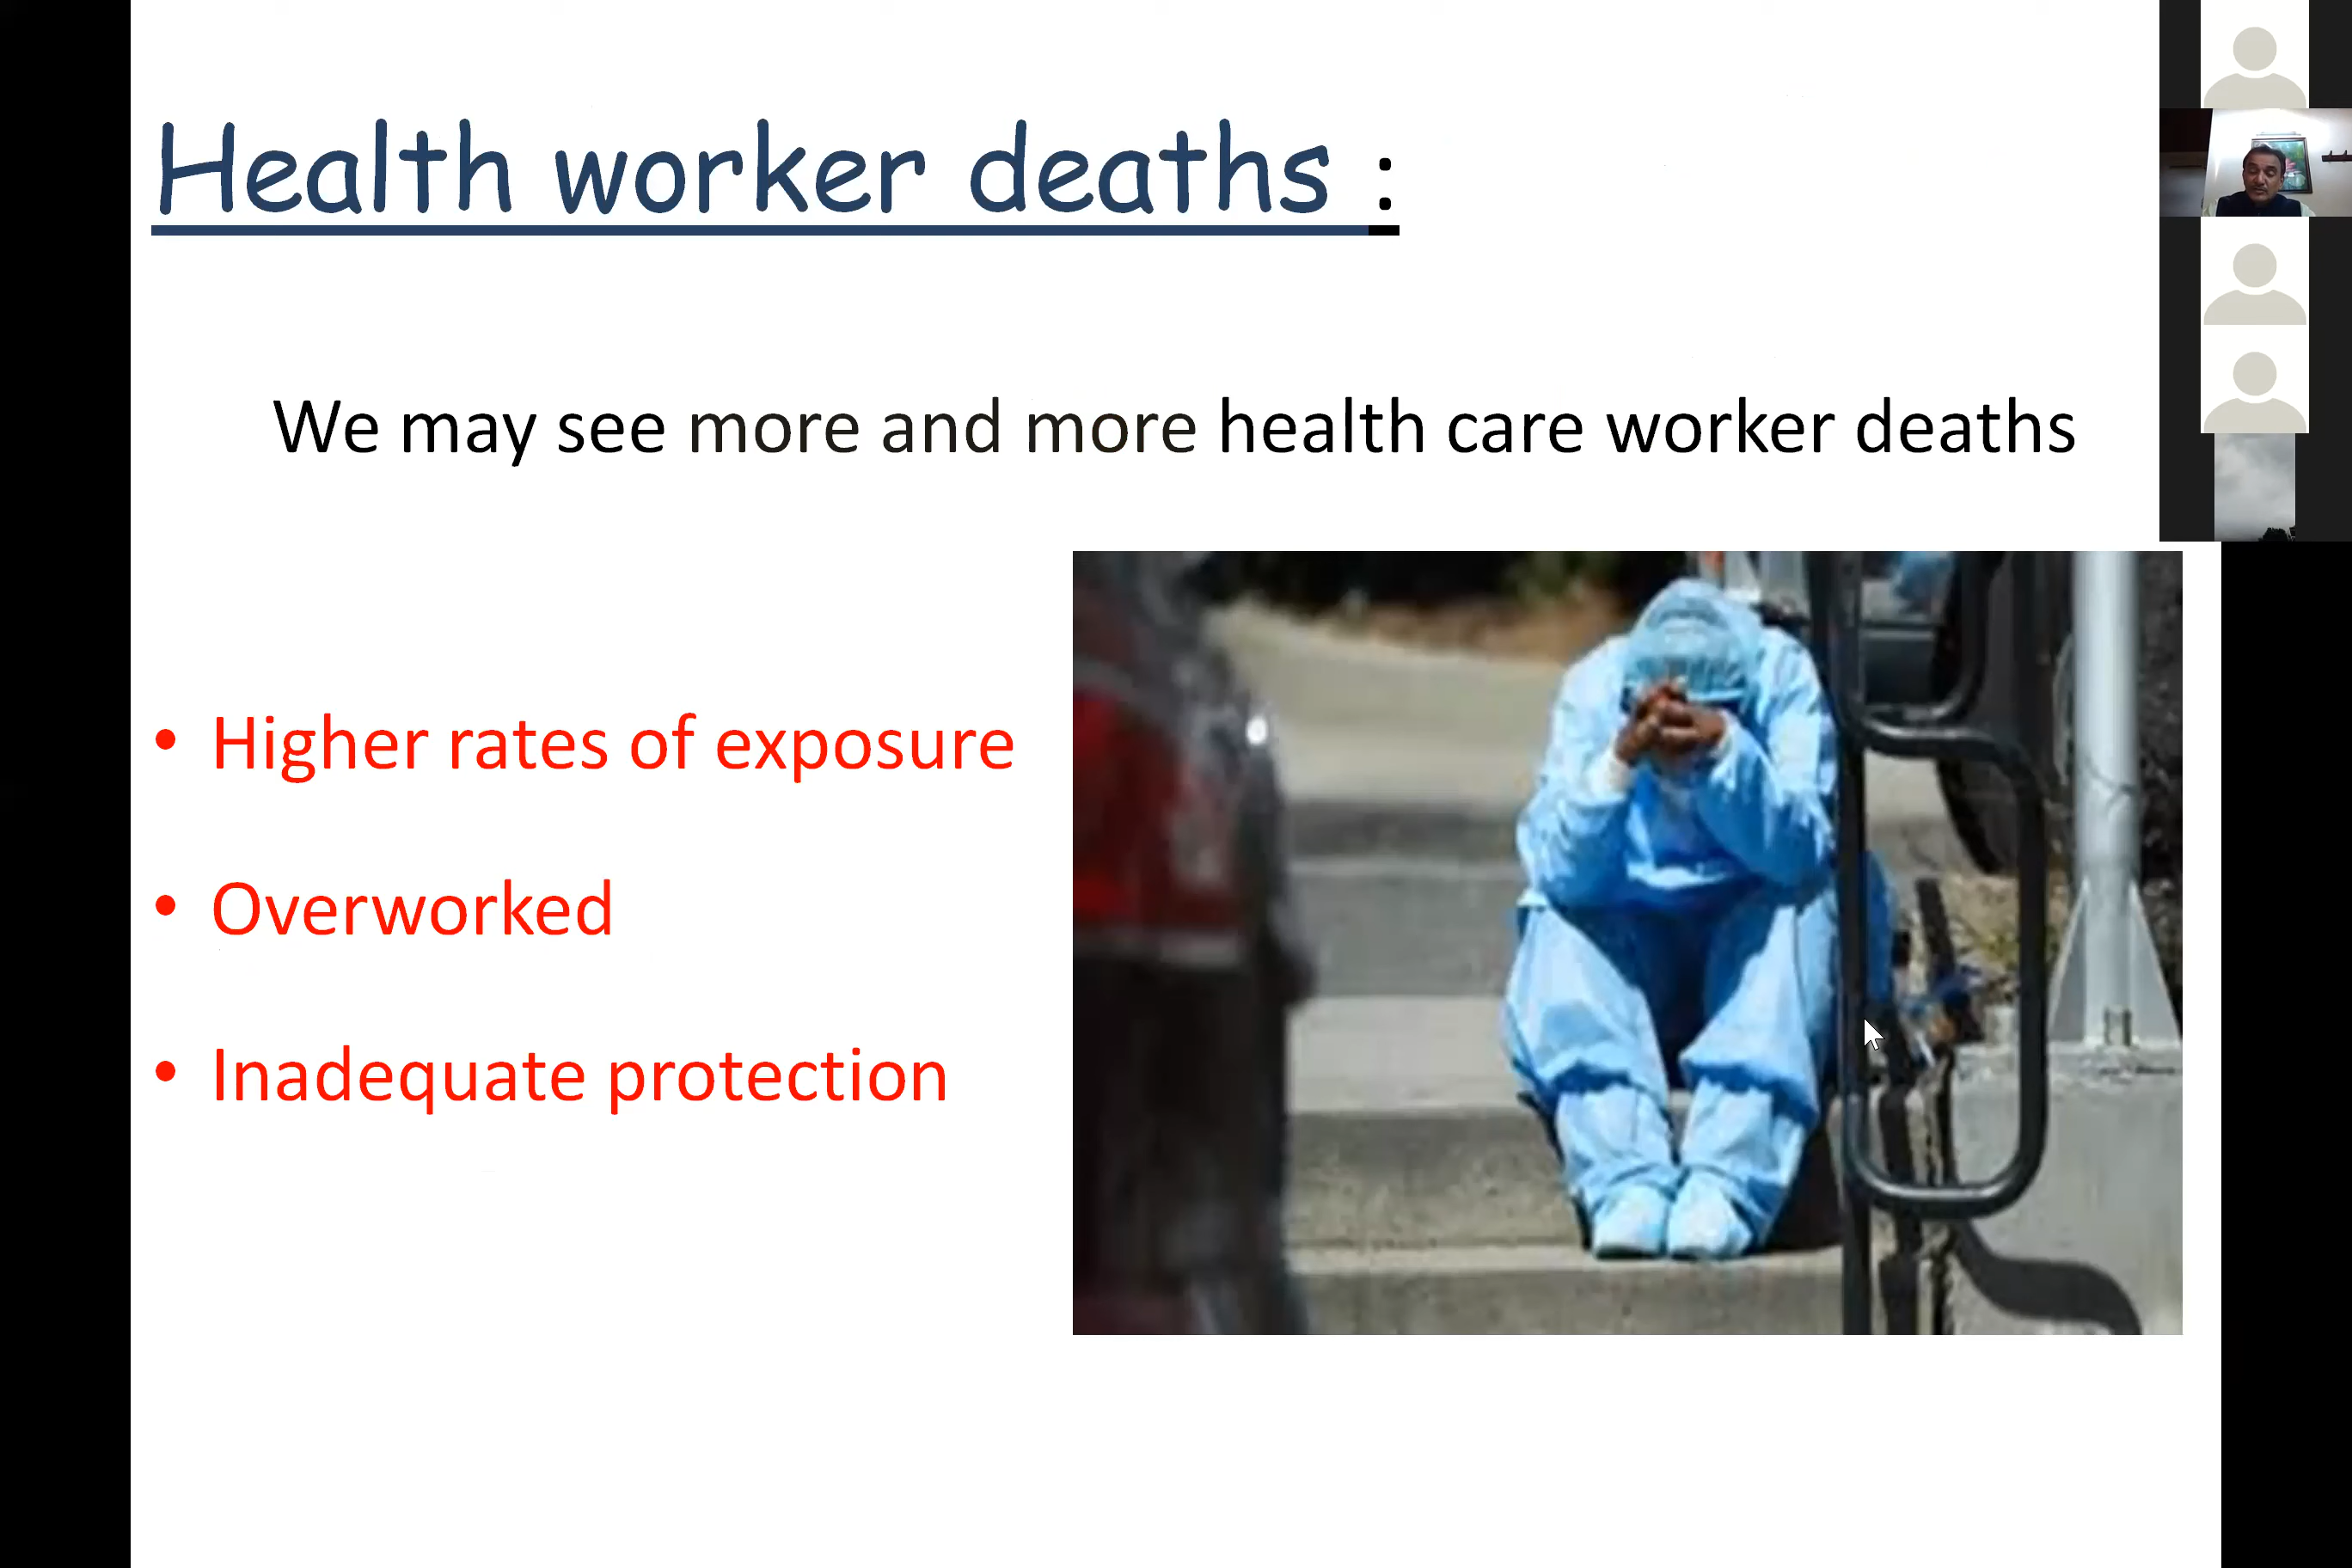 Health worker deaths :
We may see more and more health care worker deaths
• Higher rates of exposure
• Overworked
• Inadequate protection